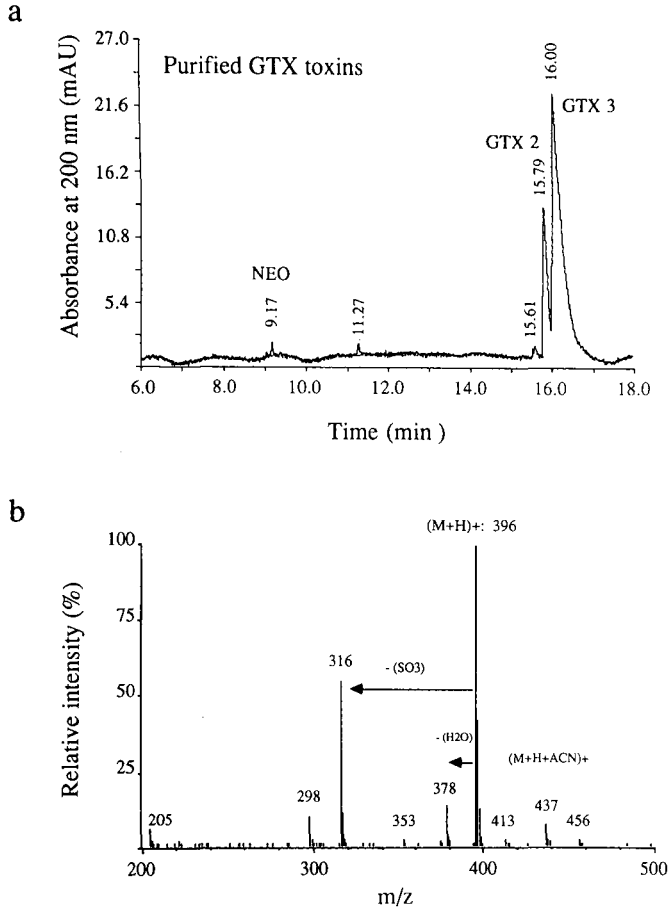 a
27.0
21.6
16.2
10.8
5.4
Absorbance at 200 nm (mAU)
Purified GTX toxins
NEO
9.17
11.27
15.61
GTX 2
15.79
16.00
GTX 3
6.0 8.0 10.0 12.0 14.0 16.0 18.0
Time (min )
b
100
75
50
25
Relative intensity (%)
(M+H)+: 396
316
- (SO3)
- (H2O)
(M+H+ACN)+
205
298
353
378
413
437
456
200 300 400 500
m/z